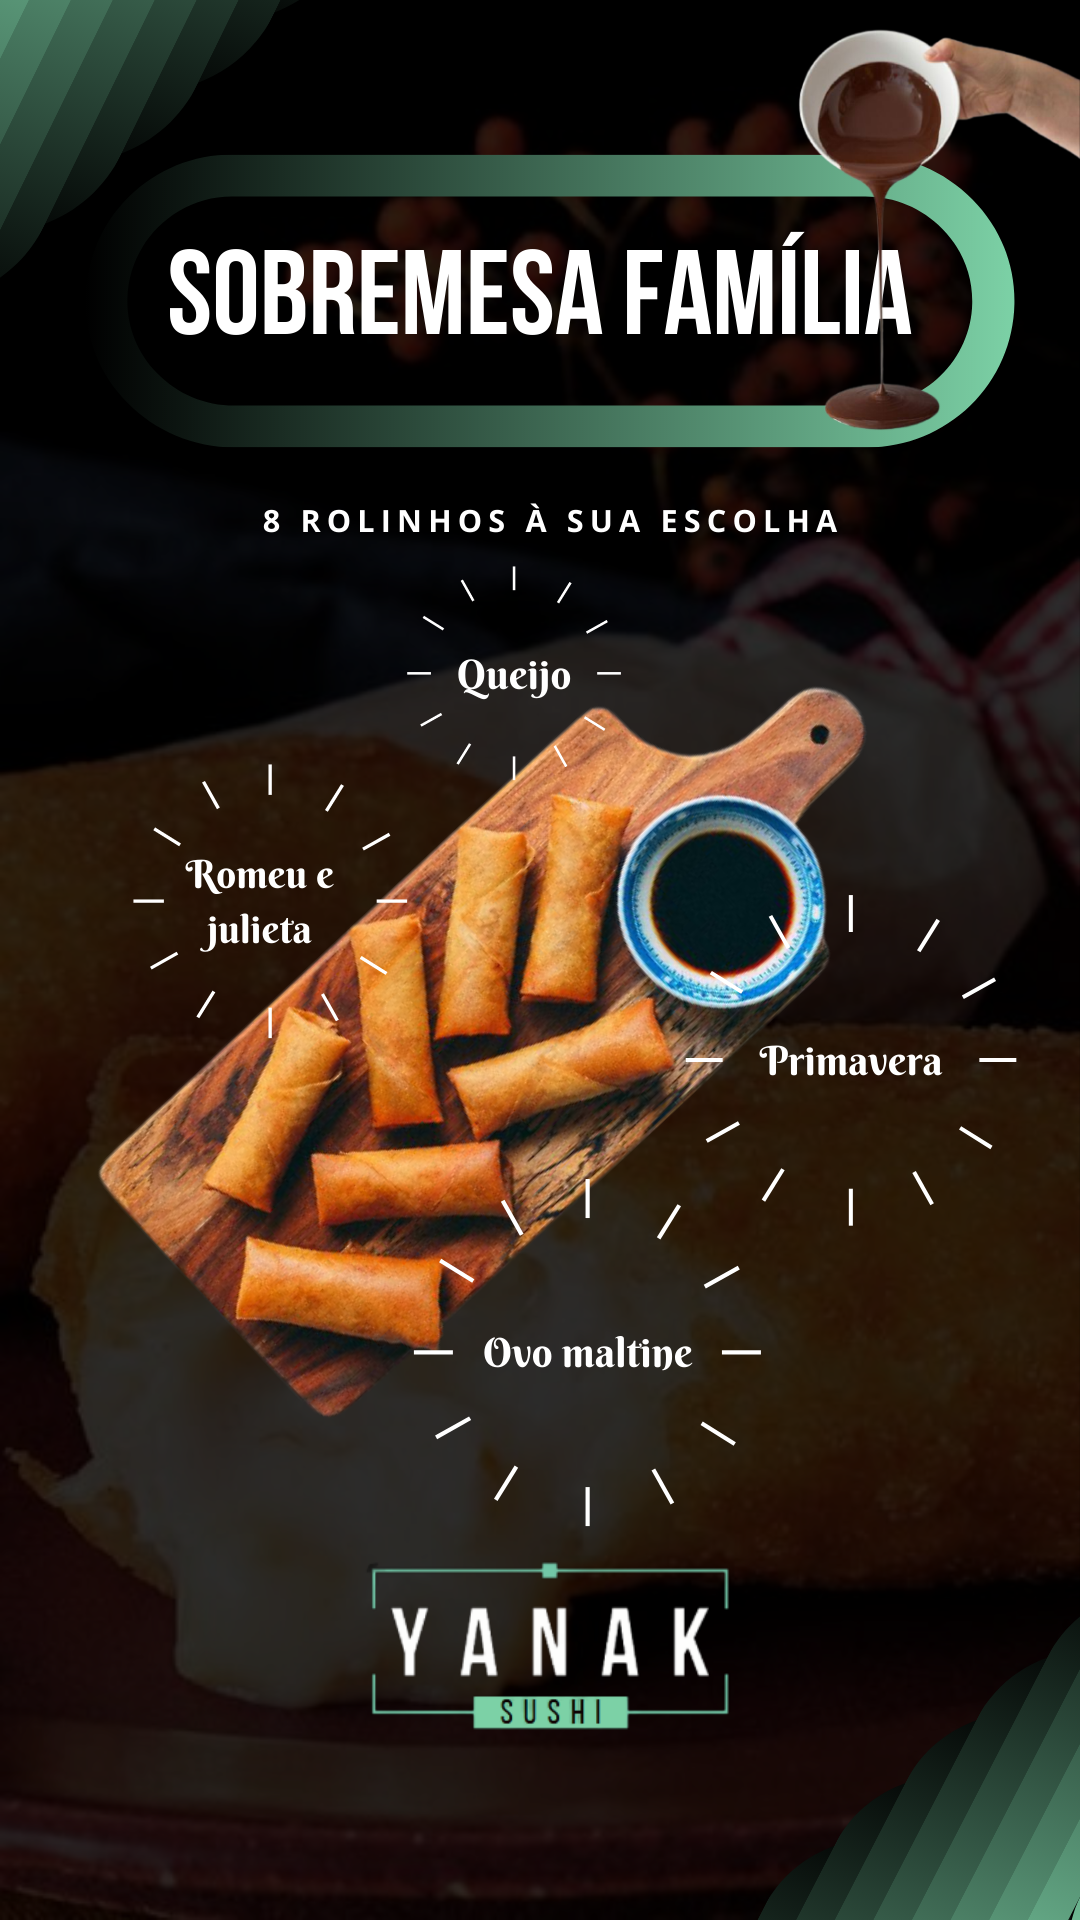 SOBREMESA FAMÍLIA
8 ROLINHOS À SUA ESCOLHA
Queijo
Romeu e
julieta
Primavera
Ovo maltine
YANAK
SUSHI